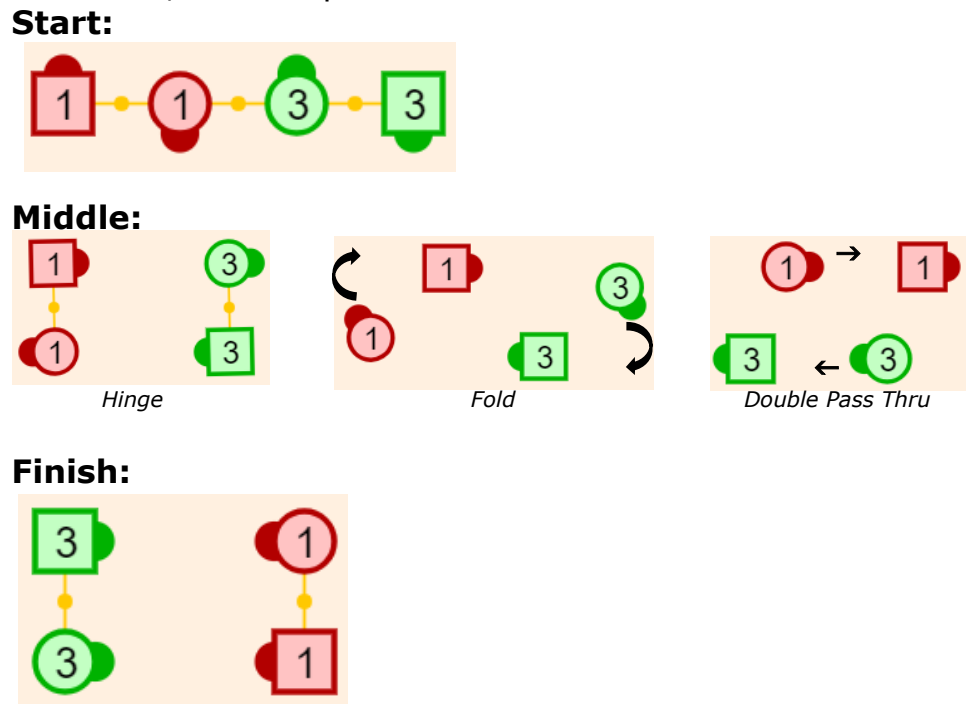 Start:
1 1 3 3
Middle:
1 3 1 3 1 1
1 3 1 3 3 3
Hinge Fold Double Pass Thru
Finish:
3 1
3 1